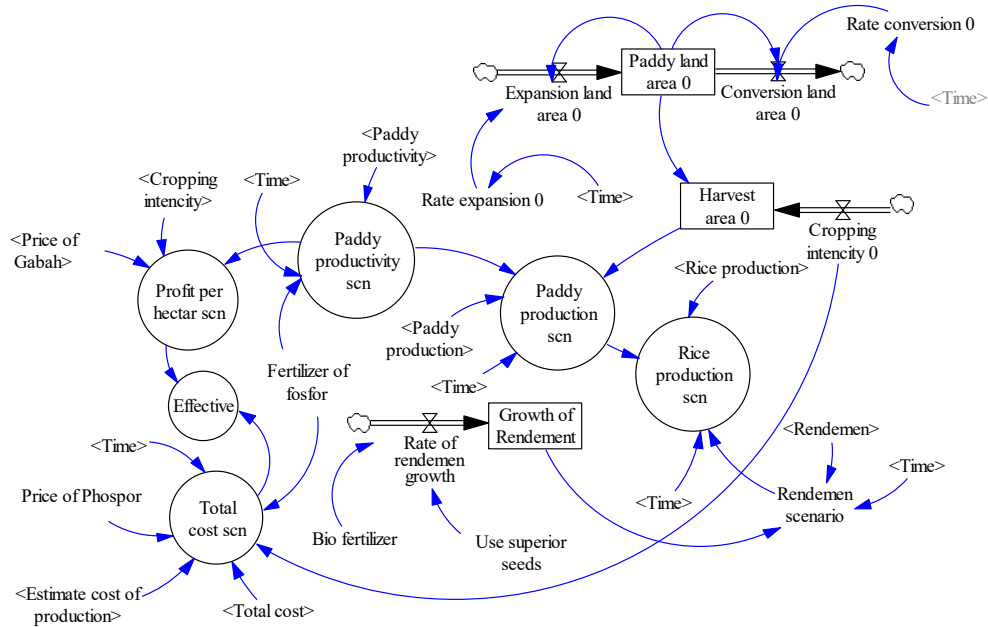 Rate conversion 0
Paddy land
area 0
Expansion land
area 0
Conversion land
area 0
<Time>
<Paddy
productivity>
<Cropping
intencity>
<Time>
Rate expansion 0
<Time>
Harvest
area 0
Cropping
intencity 0
<Price of
Gabah>
Paddy
productivity
scn
Profit per
hectar scn
<Rice production>
Paddy
production
scn
<Paddy
production>
<Time>
Rice
production
scn
Fertilizer of
fosfor
Effective
Growth of
Rendement
Rate of
rendemen
growth
<Time>
<Rendemen>
<Time>
<Time>
Rendemen
scenario
Price of Phospor
Total
cost scn
Bio fertilizer
Use superior
seeds
<Estimate cost of
production>
<Total cost>